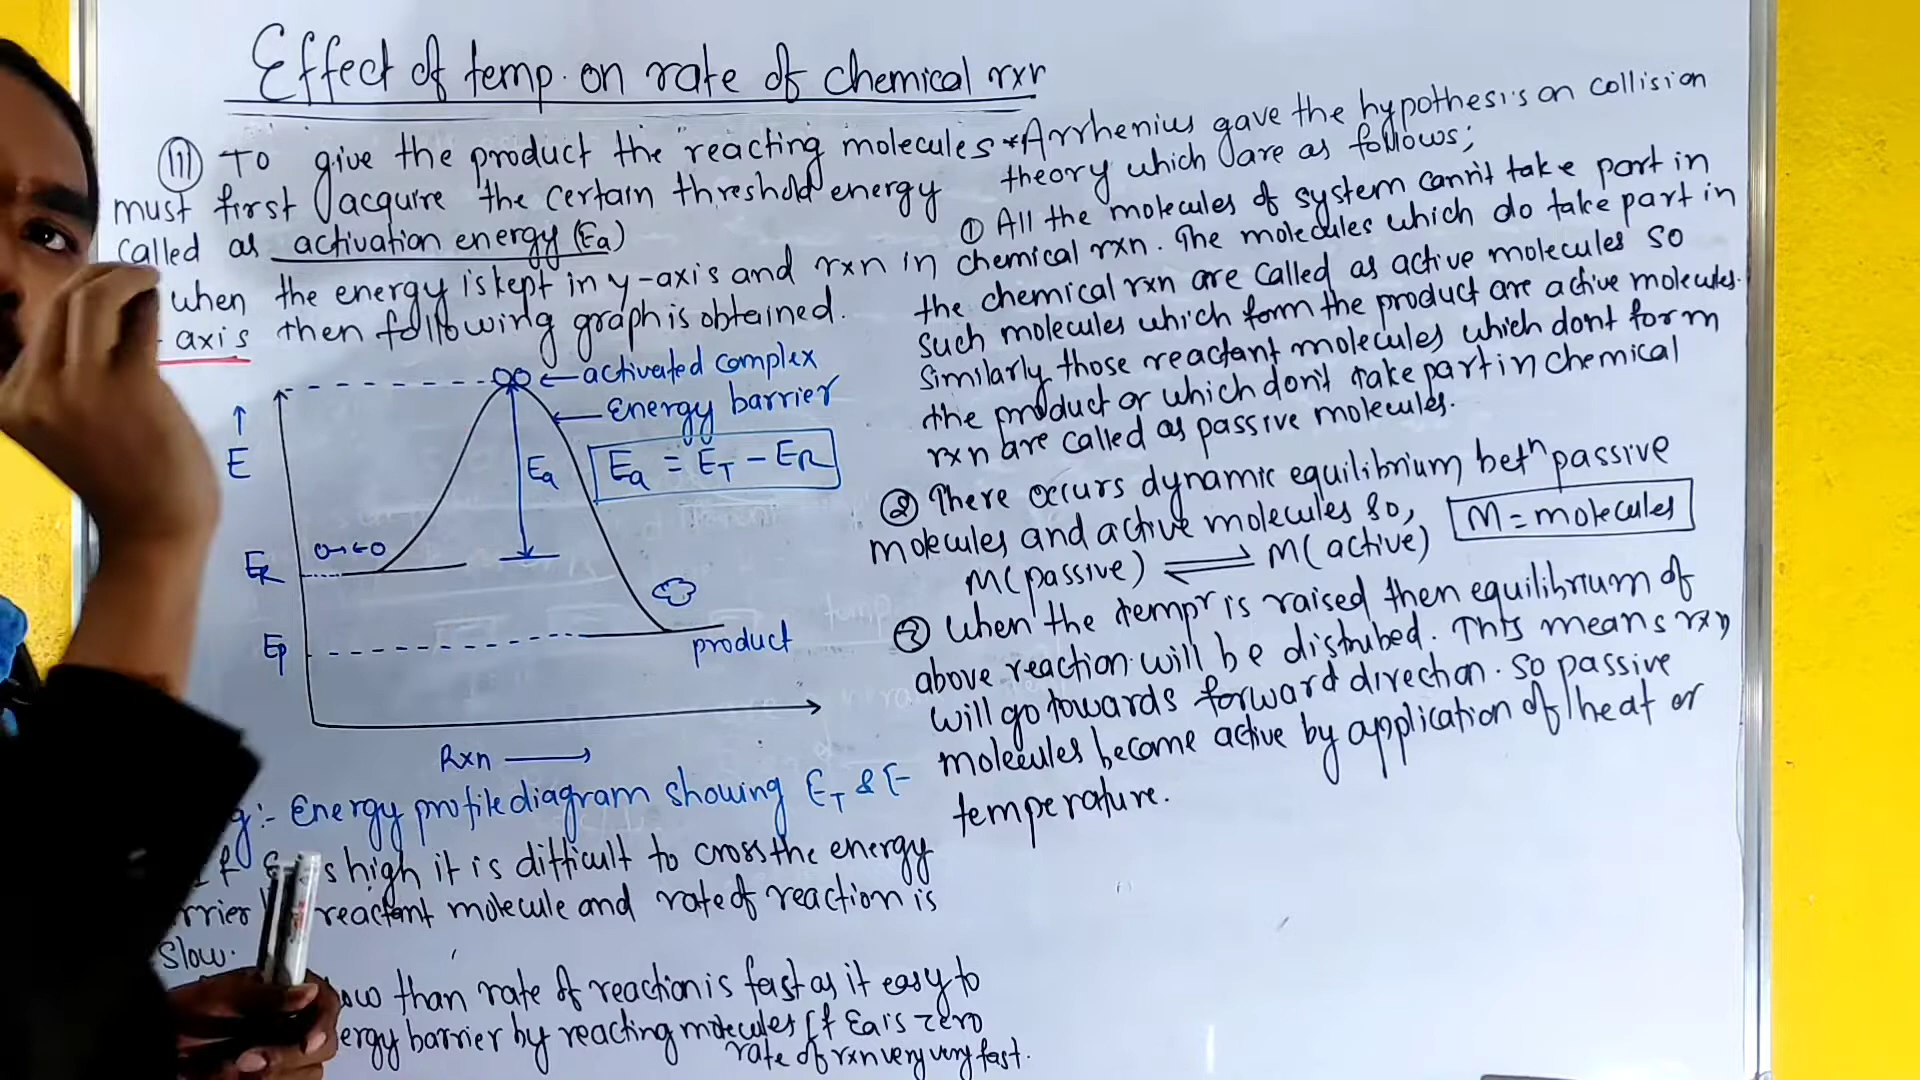 Effect of temp. on rate of chemical rxn
(III) To give the product the reacting molecules
must first acquire the certain threshold energy
called as activation energy (Ea)
when the energy is kept in y-axis and rxn in
axis then following graph is obtained.
activated complex
Energy barrier
Ea = ET - ER
Ea
↑
E
ER
Ep
product
Rxn →
g:- Energy profile diagram showing ET &
If E is high it is difficult to cross the energy
rrier reactant molecule and rate of reaction is
slow.
ow than rate of reaction is fast as it easy to
ergy barrier by reacting molecules If Ea is zero
rate of rxn very very fast.
*Arrhenius gave the hypothesis on collision
theory which are as follows;
① All the molecules of system cann't take part in
chemical rxn. The molecules which do take part in
the chemical rxn are called as active molecules so
such molecules which form the product are active molecules.
Similarly those reactant molecules which dont form
the product or which don't take part in chemical
rxn are called as passive molecules.
② There occurs dynamic equilibrium betn passive
molecules and active molecules so,
M = molecules
M(passive) ⇌ M(active)
③ When the tempr is raised then equilibrium of
above reaction will be distrubed. This means rxn
will go towards forward direction. so passive
molecules become active by application of heat or
temperature.